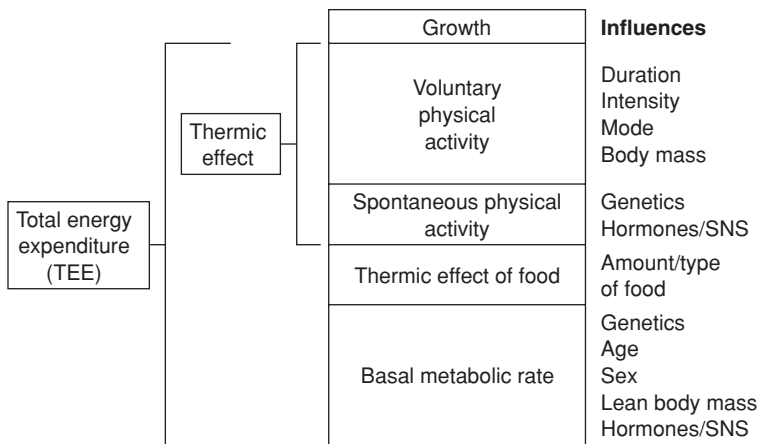 Growth
Influences
Voluntary
physical
activity
Duration
Intensity
Mode
Body mass
Thermic
effect
Spontaneous physical
activity
Genetics
Hormones/SNS
Total energy
expenditure
(TEE)
Thermic effect of food
Amount/type
of food
Basal metabolic rate
Genetics
Age
Sex
Lean body mass
Hormones/SNS